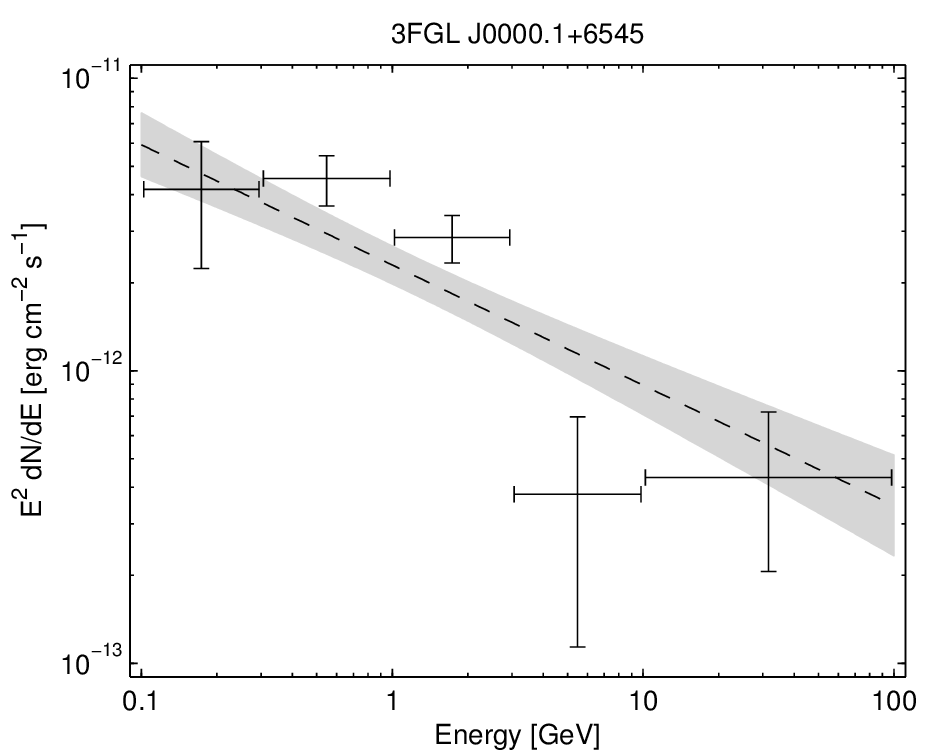 3FGL J0000.1+6545
10⁻¹¹
10⁻¹²
10⁻¹³
E² dN/dE [erg cm⁻² s⁻¹]
0.1 1 10 100
Energy [GeV]